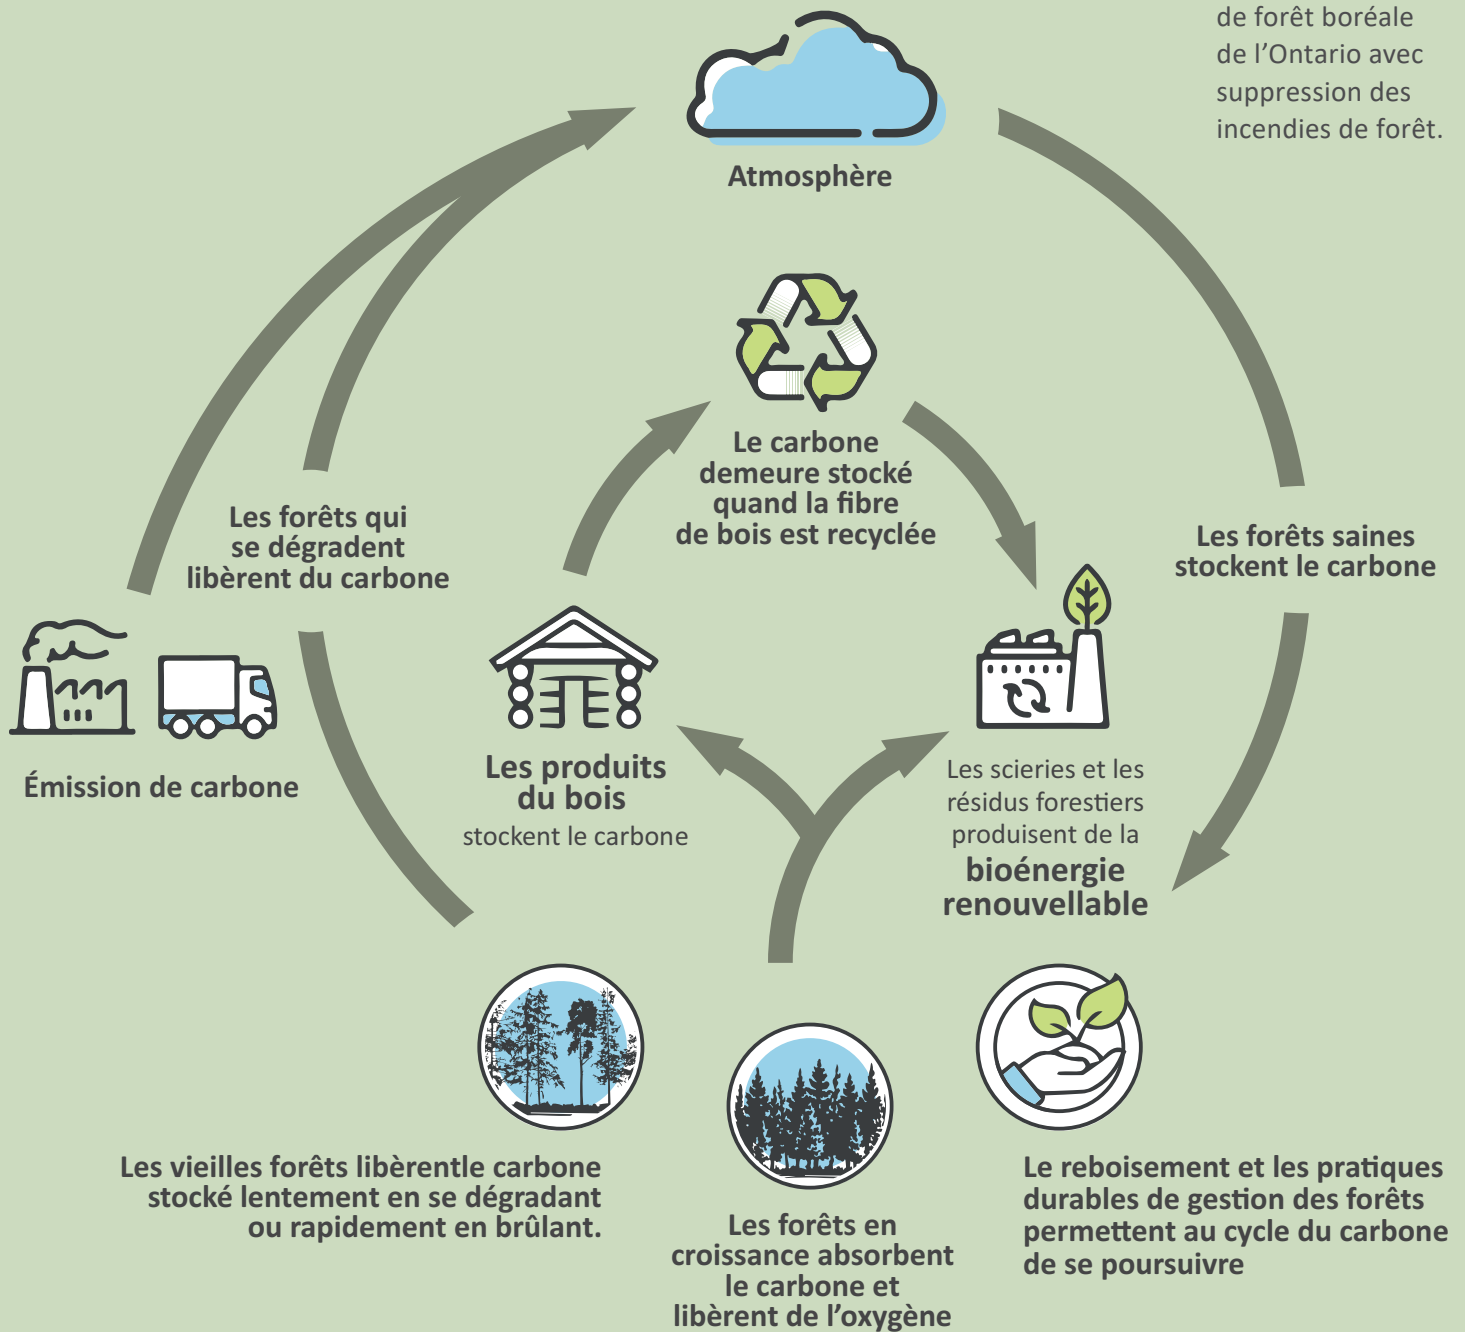 de forêt boréale
de l’Ontario avec
suppression des
incendies de forêt.
Atmosphère
Le carbone
demeure stocké
quand la fibre
de bois est recyclée
Les forêts qui
se dégradent
libèrent du carbone
Les forêts saines
stockent le carbone
Émission de carbone
Les produits
du bois
stockent le carbone
Les scieries et les
résidus forestiers
produisent de la
bioénergie
renouvellable
Les vieilles forêts libèrentle carbone
stocké lentement en se dégradant
ou rapidement en brûlant.
Les forêts en
croissance absorbent
le carbone et
libèrent de l’oxygène
Le reboisement et les pratiques
durables de gestion des forêts
permettent au cycle du carbone
de se poursuivre